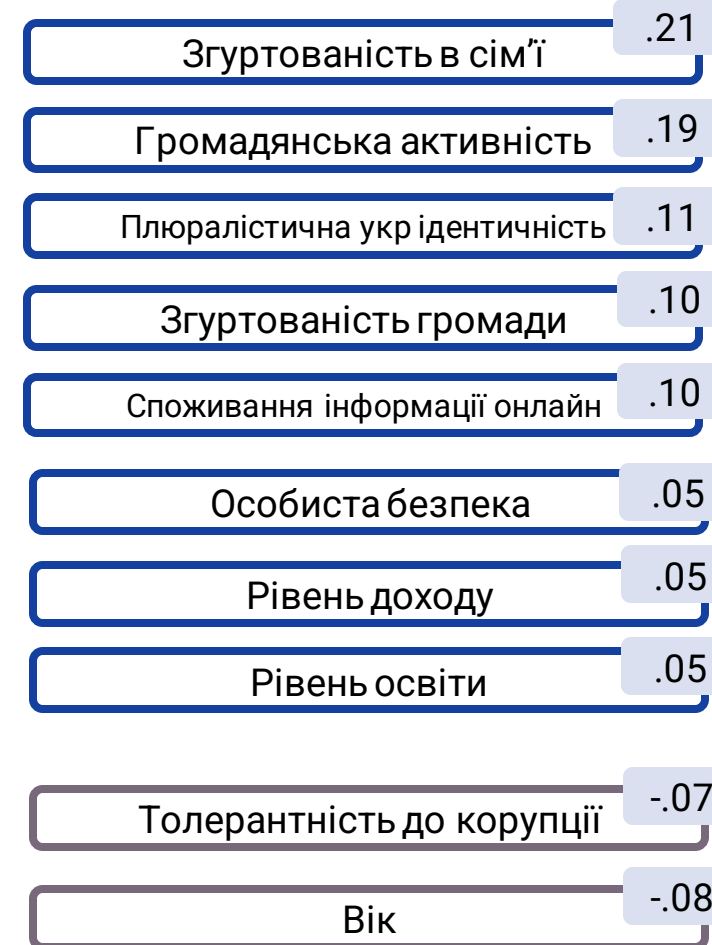 .21
Згуртованість в сім’ї
.19
Громадянська активність
.11
Плюралістична укр ідентичність
.10
Згуртованість громади
.10
Споживання інформації онлайн
.05
Особиста безпека
.05
Рівень доходу
.05
Рівень освіти
-.07
Толерантність до корупції
-.08
Вік